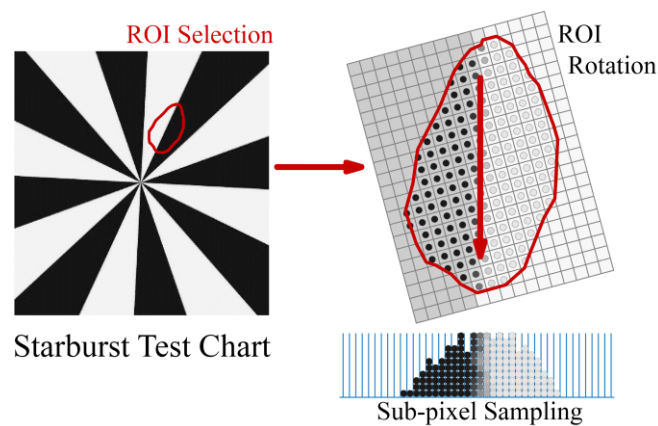 ROI Selection
ROI
Rotation
Starburst Test Chart
Sub-pixel Sampling